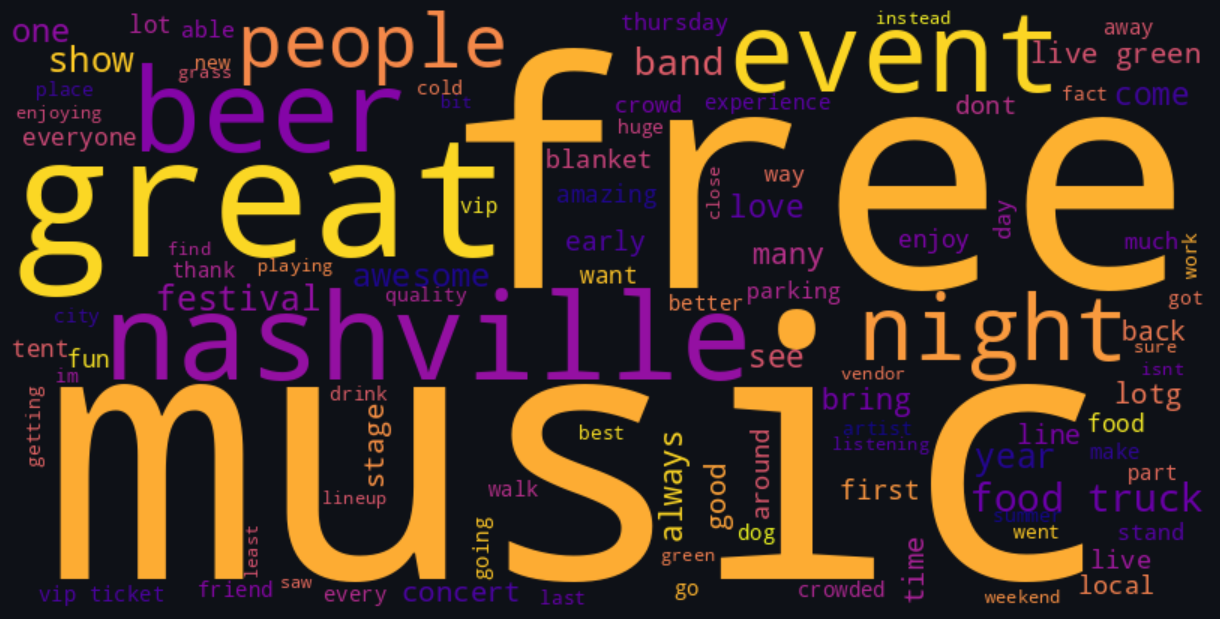 one
lot
able
people
thursday
instead
event
away
show
new
grass
band
live green
place
beer
cold
bit
free
crowd
experience
dont
fact
come
enjoying
everyone
huge
great
blanket
close
way
amazing
vip
love
day
early
enjoy
much
work
find
thank
playing
awesome
want
many
festival
quality
better
parking
got
city
nashville
night
back
tent
fun
see
sure
im
vendor
isnt
music
getting
drink
stage
bring
lotg
best
always
around
artist
listening
line
food
year
make
lineup
walk
good
first
part
food truck
summer
least
going
dog
went
stand
green
time
live
vip ticket
friend
saw
every
concert
last
go
crowded
weekend
local